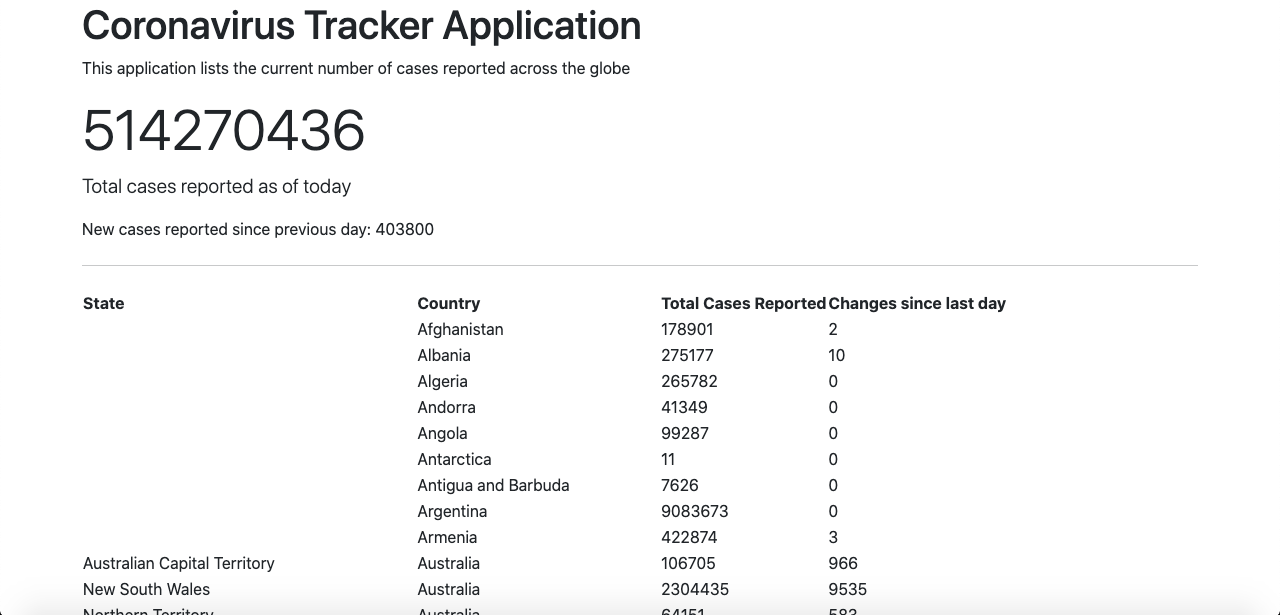 Coronavirus Tracker Application
This application lists the current number of cases reported across the globe
514270436
Total cases reported as of today
New cases reported since previous day: 403800
State Country Total Cases Reported Changes since last day
Afghanistan 178901 2
Albania 275177 10
Algeria 265782 0
Andorra 41349 0
Angola 99287 0
Antarctica 11 0
Antigua and Barbuda 7626 0
Argentina 9083673 0
Armenia 422874 3
Australian Capital Territory Australia 106705 966
New South Wales Australia 2304435 9535
Northern Territory Australia 64151 583